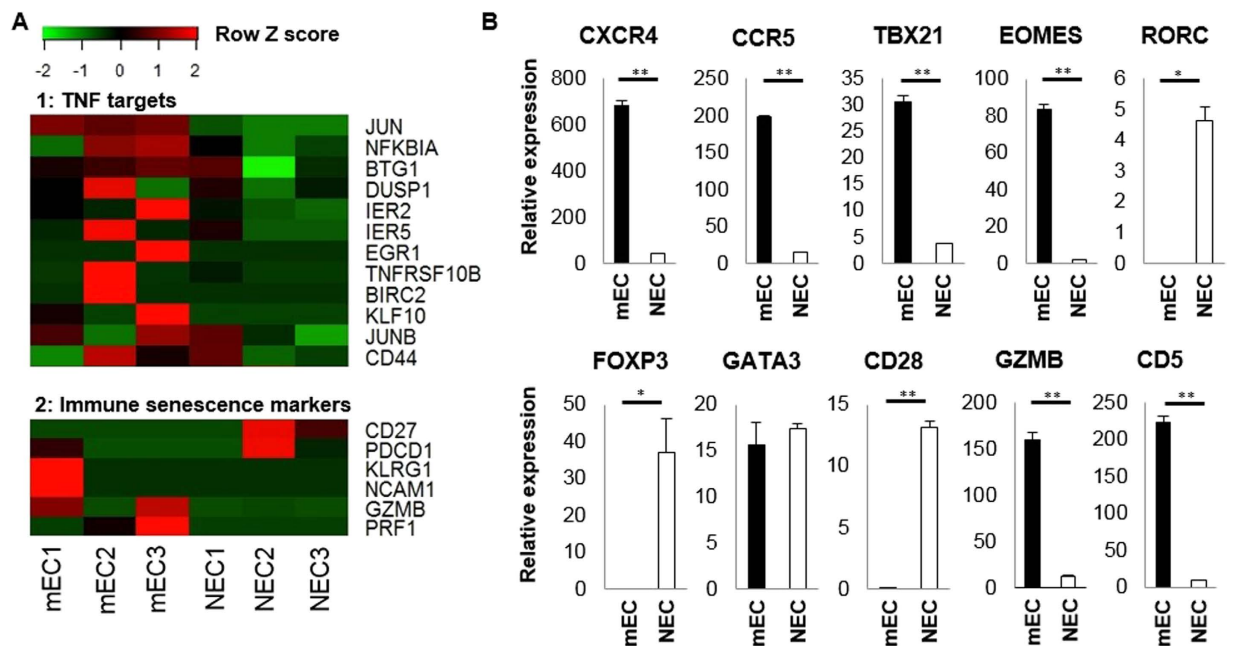 A
Row Z score
-2 -1 0 1 2
1: TNF targets
JUN
NFKBIA
BTG1
DUSP1
IER2
IER5
EGR1
TNFRSF10B
BIRC2
KLF10
JUNB
CD44
2: Immune senescence markers
CD27
PDCD1
KLRG1
NCAM1
GZMB
PRF1
mEC1 mEC2 mEC3 NEC1 NEC2 NEC3
B
Relative expression
CXCR4
**
800
600
400
200
0
mEC NEC
CCR5
**
250
200
150
100
50
0
mEC NEC
TBX21
**
35
30
25
20
15
10
5
0
mEC NEC
EOMES
**
100
80
60
40
20
0
mEC NEC
RORC
*
6
5
4
3
2
1
0
mEC NEC
Relative expression
FOXP3
*
50
40
30
20
10
0
mEC NEC
GATA3
20
15
10
5
0
mEC NEC
CD28
**
15
10
5
0
mEC NEC
GZMB
**
200
150
100
50
0
mEC NEC
CD5
**
250
200
150
100
50
0
mEC NEC